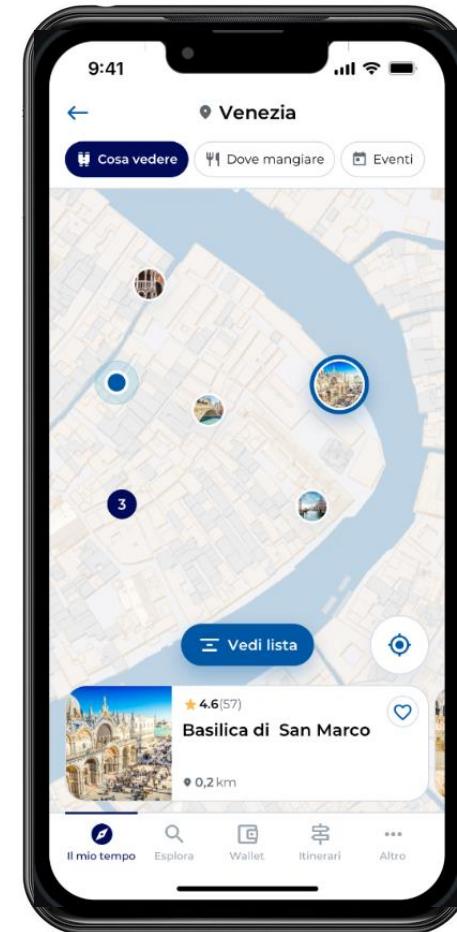 9:41
Venezia
Cosa vedere
Dove mangiare
Eventi
3
Vedi lista
4.6(57)
Basilica di San Marco
0,2 km
Il mio tempo
Esplora
Wallet
Itinerari
Altro